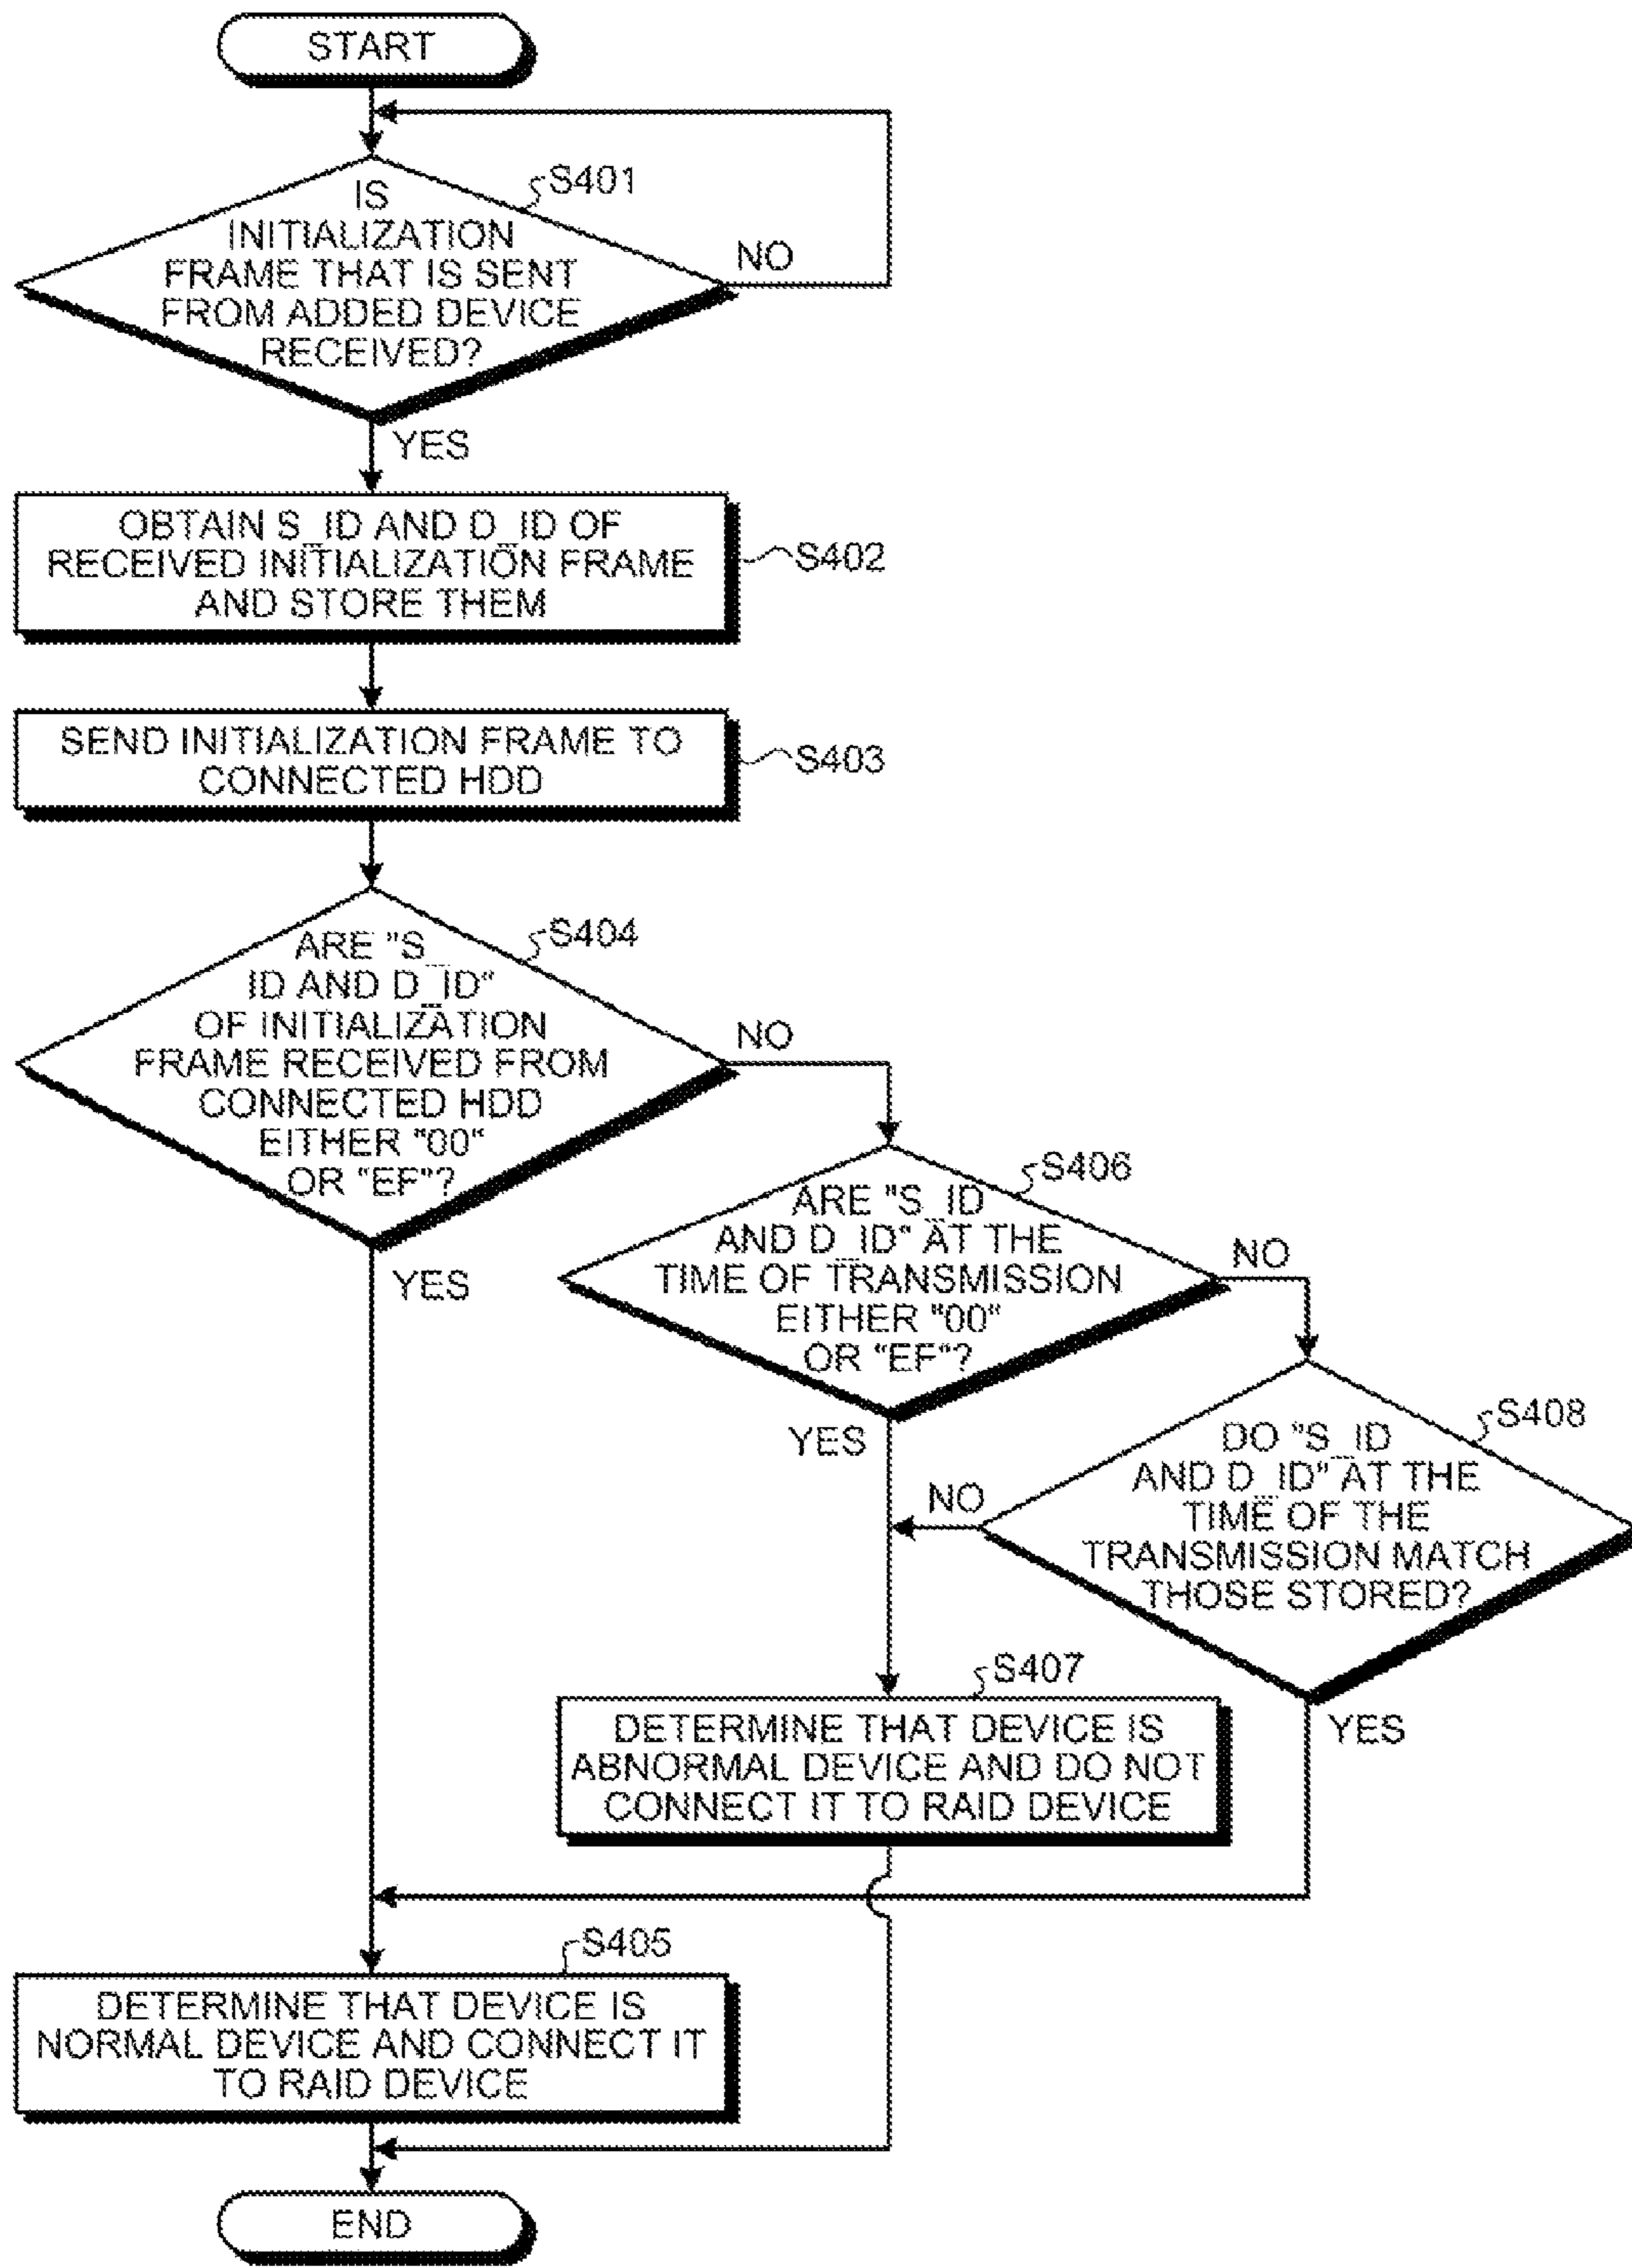 START
S401
IS
INITIALIZATION
FRAME THAT IS SENT
FROM ADDED DEVICE
RECEIVED?
NO
YES
OBTAIN S_ID AND D_ID OF
RECEIVED INITIALIZATION FRAME
AND STORE THEM
S402
SEND INITIALIZATION FRAME TO
CONNECTED HDD
S403
S404
ARE "S_
ID AND D_ID"
OF INITIALIZATION
FRAME RECEIVED FROM
CONNECTED HDD
EITHER "00"
OR "EF"?
NO
YES
S406
ARE "S_ID
AND D_ID" AT THE
TIME OF TRANSMISSION
EITHER "00"
OR "EF"?
NO
YES
S408
DO "S_ID
AND D_ID" AT THE
TIME OF THE
TRANSMISSION MATCH
THOSE STORED?
NO
YES
S407
DETERMINE THAT DEVICE IS
ABNORMAL DEVICE AND DO NOT
CONNECT IT TO RAID DEVICE
S405
DETERMINE THAT DEVICE IS
NORMAL DEVICE AND CONNECT IT
TO RAID DEVICE
END